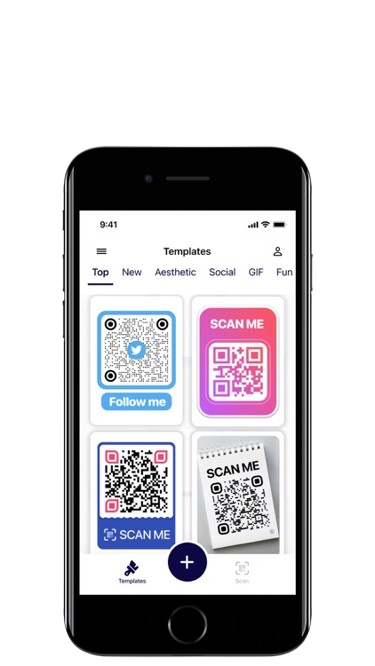 9:41
Templates
Top New Aesthetic Social GIF Fun
Follow me
SCAN ME
SCAN ME
SCAN ME
Templates
Scan